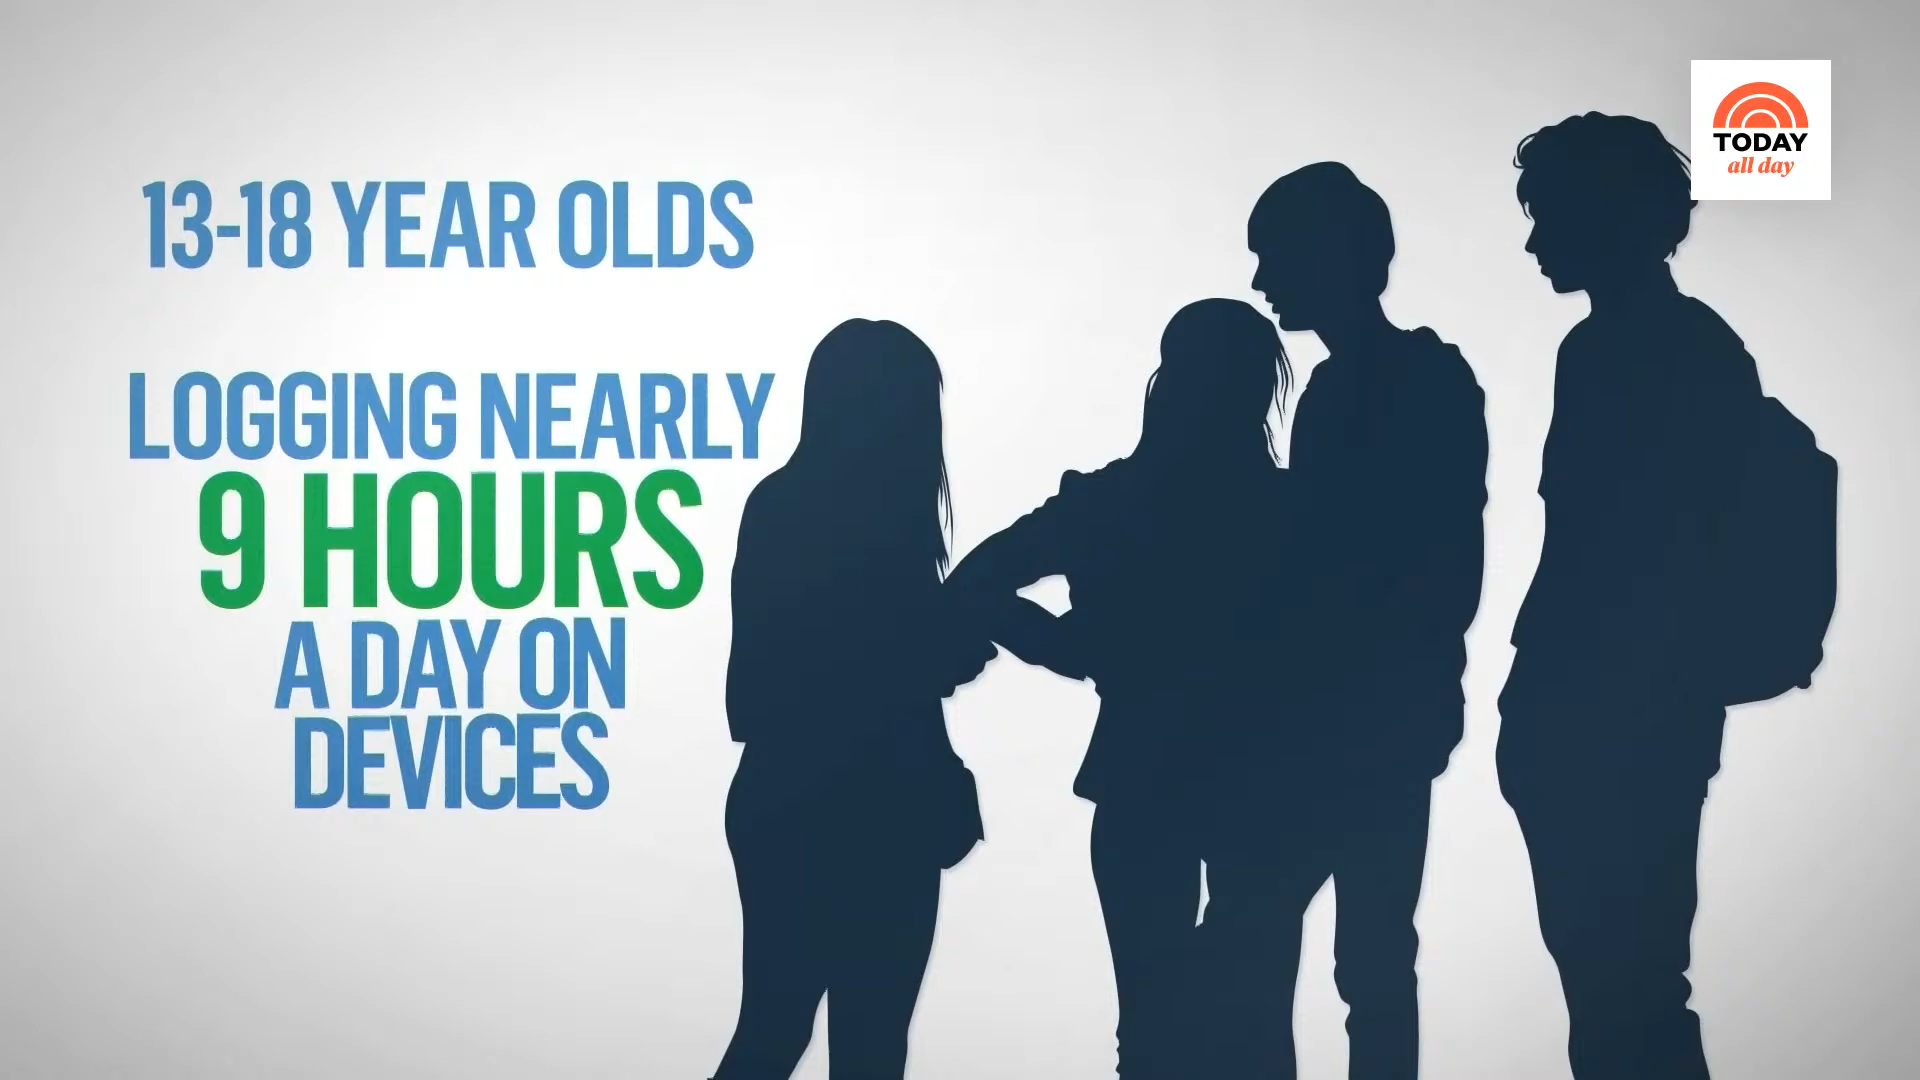 13-18 YEAR OLDS
LOGGING NEARLY
9 HOURS
A DAY ON
DEVICES
TODAY
all day